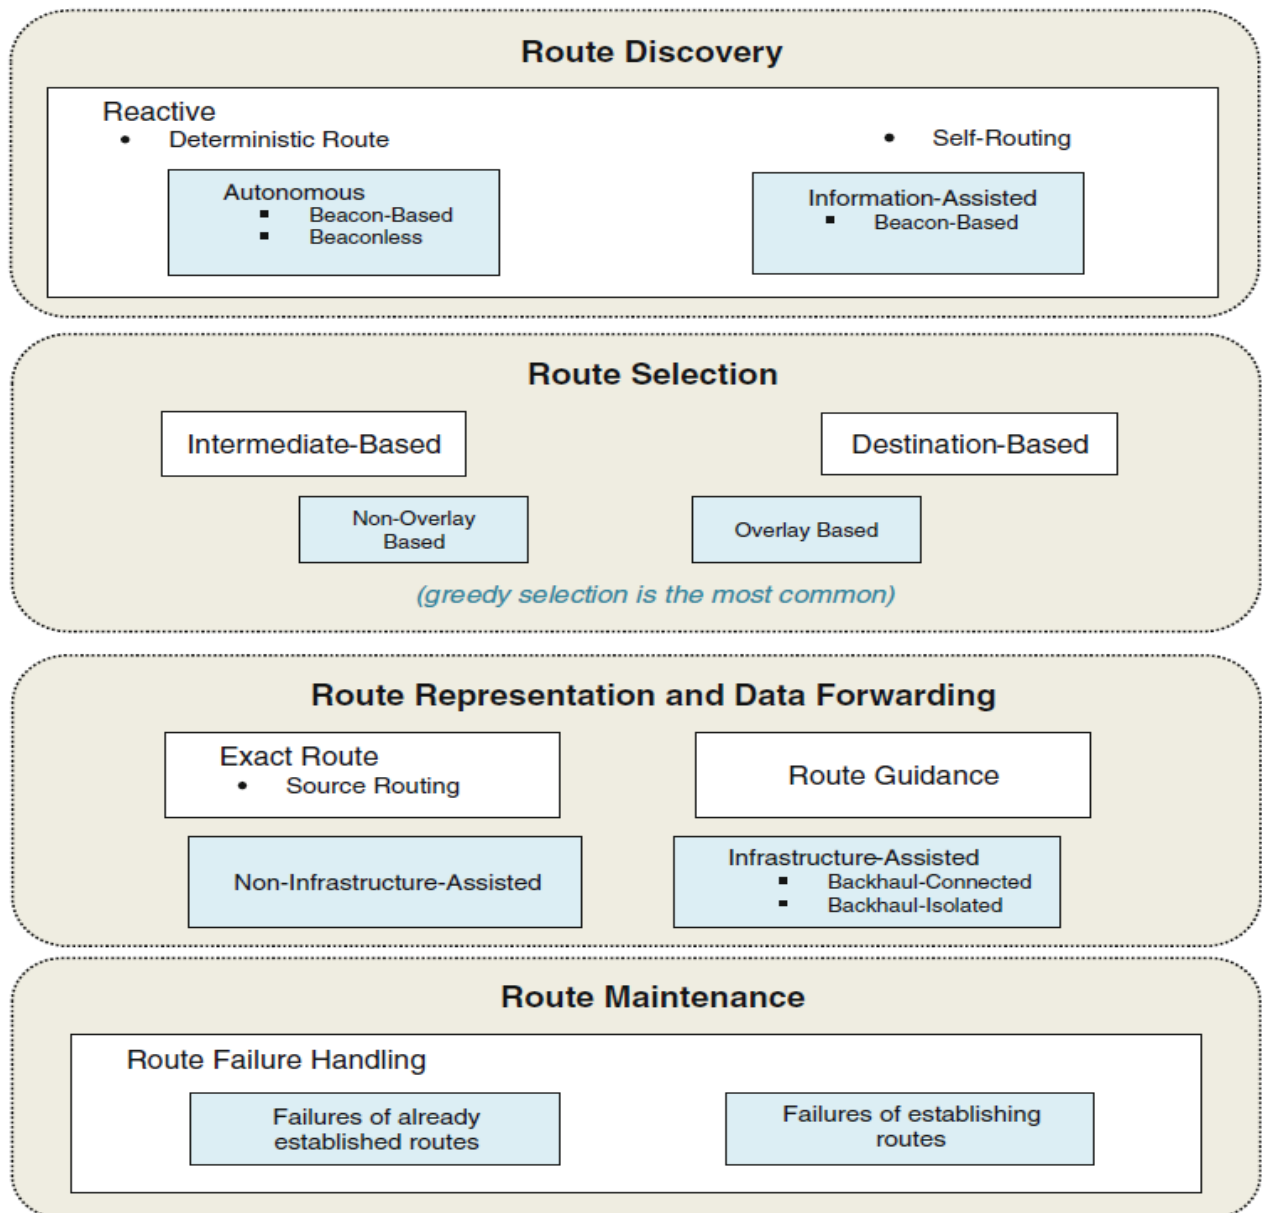 Route Discovery
Reactive
• Deterministic Route
• Self-Routing
Autonomous
▪ Beacon-Based
▪ Beaconless
Information-Assisted
▪ Beacon-Based
Route Selection
Intermediate-Based
Destination-Based
Non-Overlay
Based
Overlay Based
(greedy selection is the most common)
Route Representation and Data Forwarding
Exact Route
• Source Routing
Route Guidance
Non-Infrastructure-Assisted
Infrastructure-Assisted
▪ Backhaul-Connected
▪ Backhaul-Isolated
Route Maintenance
Route Failure Handling
Failures of already
established routes
Failures of establishing
routes